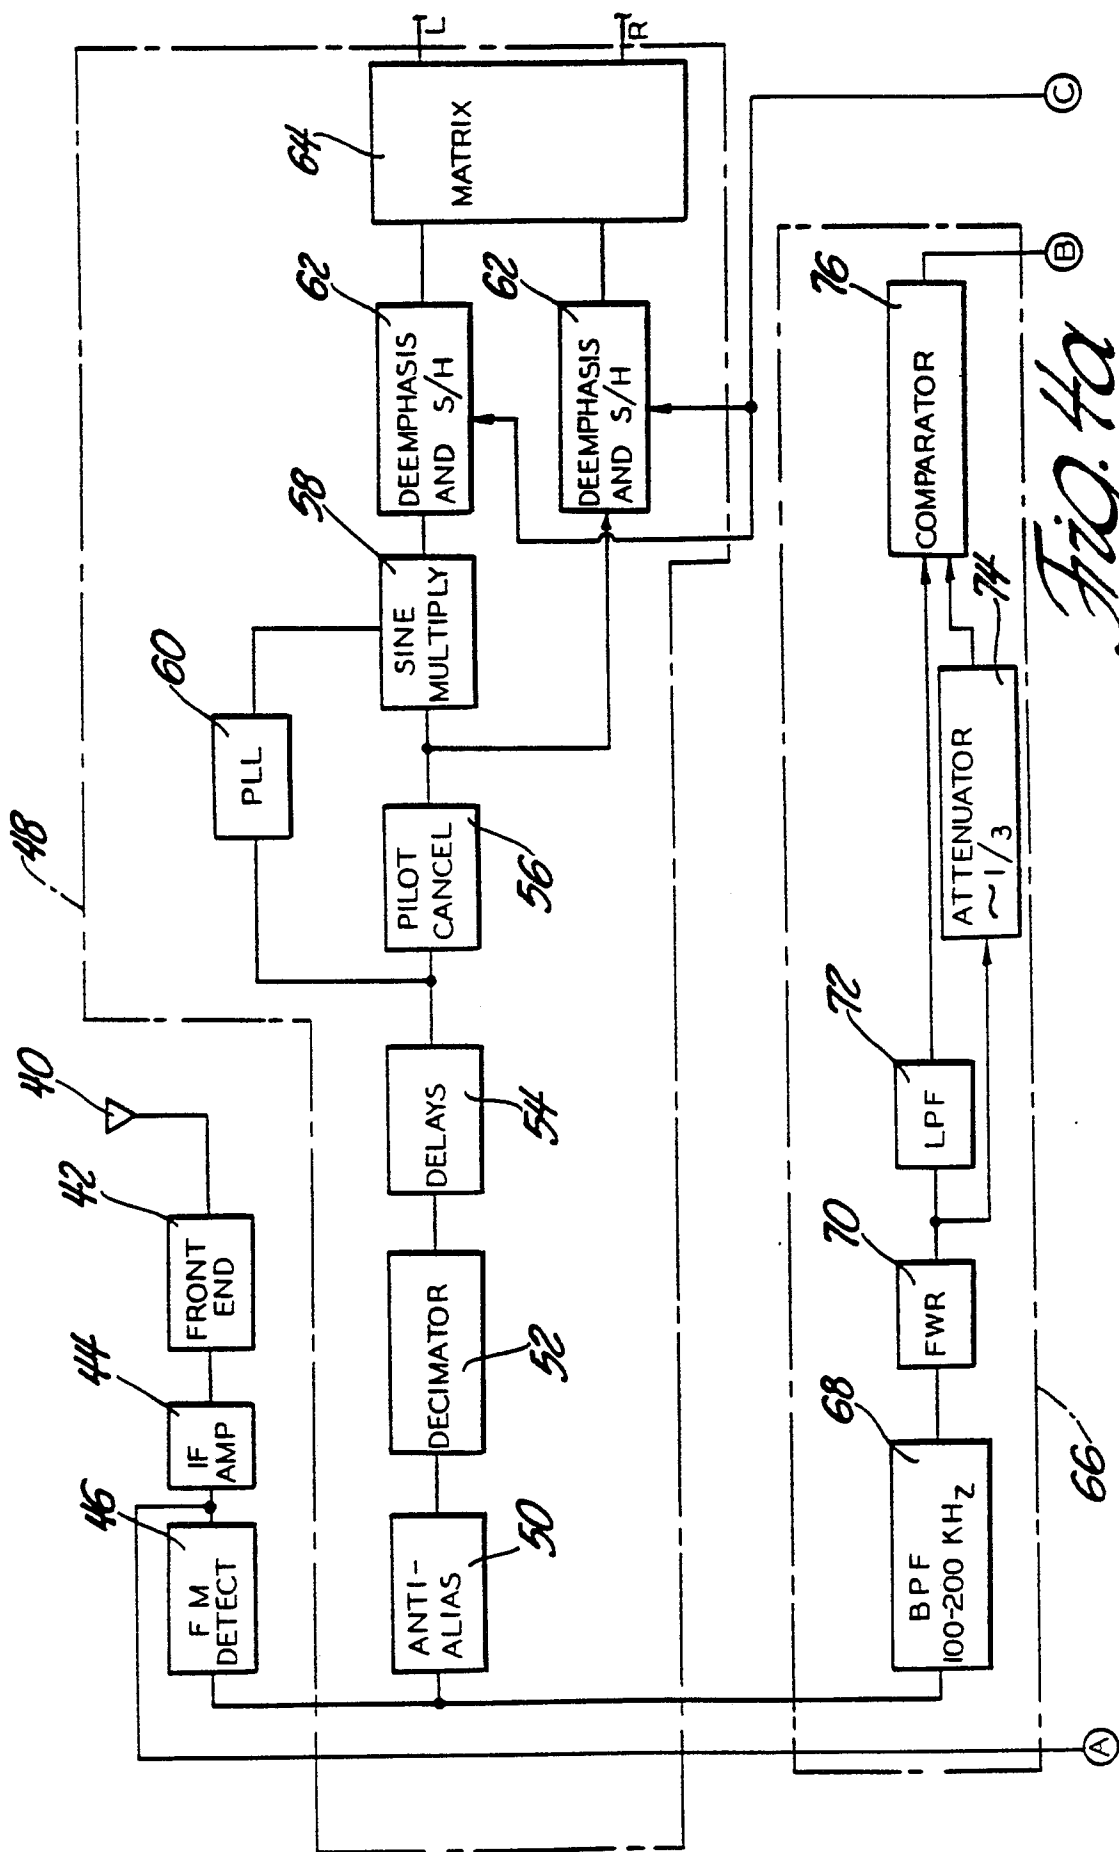 40
42
FRONT
END
44
IF
AMP
46
FM
DETECT
48
60
PLL
50
ANTI-
ALIAS
52
DECIMATOR
54
DELAYS
56
PILOT
CANCEL
58
SINE
MULTIPLY
62
DEEMPHASIS
AND S/H
62
DEEMPHASIS
AND S/H
64
MATRIX
L
R
66
68
BPF
100-200 KHz
70
FWR
72
LPF
74
ATTENUATOR
~1/3
76
COMPARATOR
A
B
C
Fig. 4a